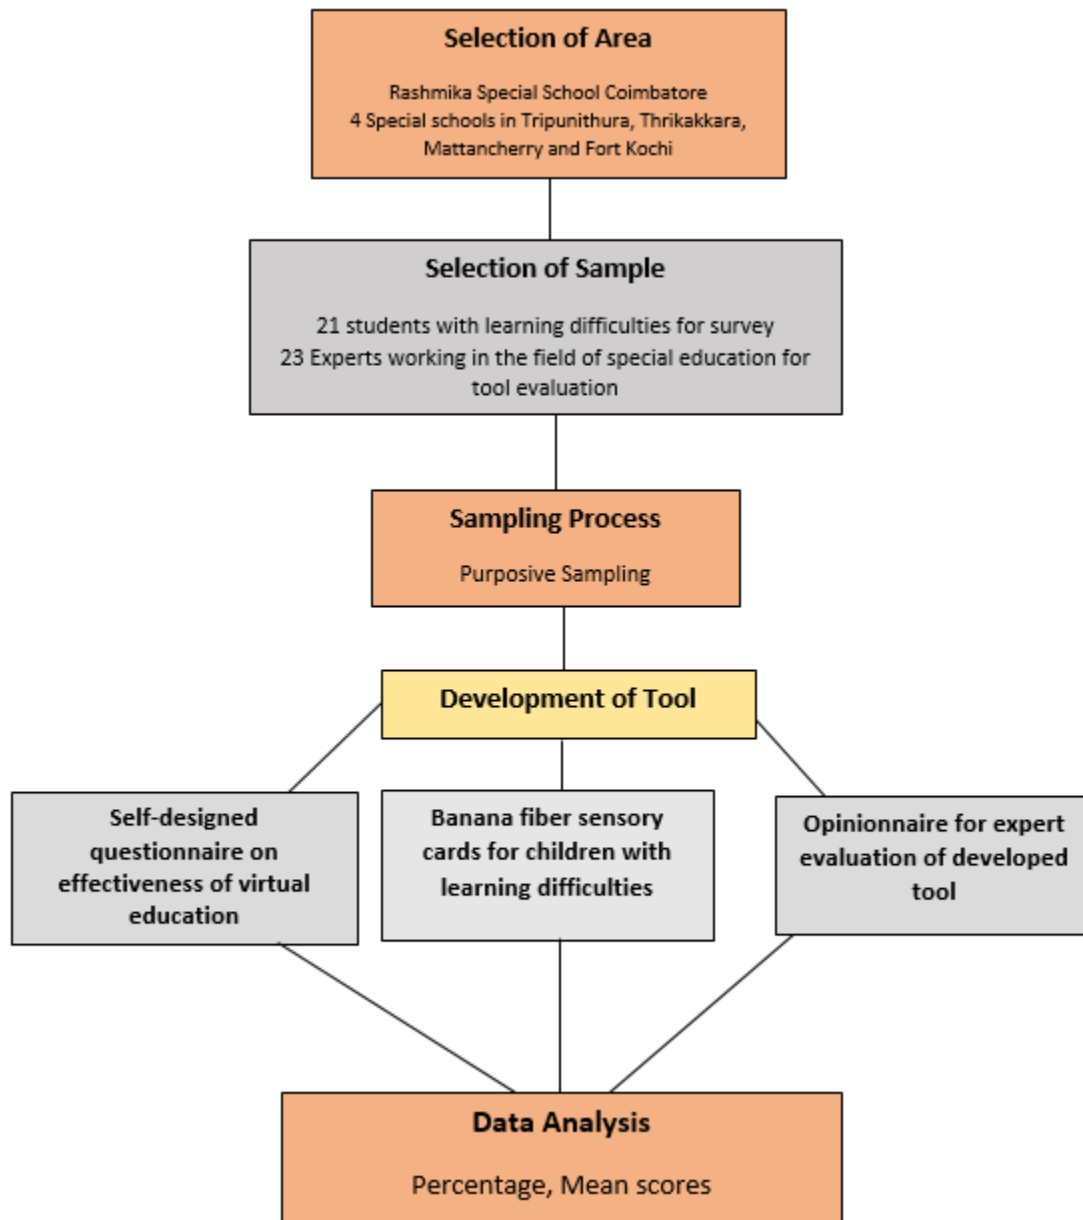 Selection of Area
Rashmika Special School Coimbatore
4 Special schools in Tripunithura, Thrikakkara,
Mattancherry and Fort Kochi
Selection of Sample
21 students with learning difficulties for survey
23 Experts working in the field of special education for
tool evaluation
Sampling Process
Purposive Sampling
Development of Tool
Self-designed
questionnaire on
effectiveness of virtual
education
Banana fiber sensory
cards for children with
learning difficulties
Opinionnaire for expert
evaluation of developed
tool
Data Analysis
Percentage, Mean scores